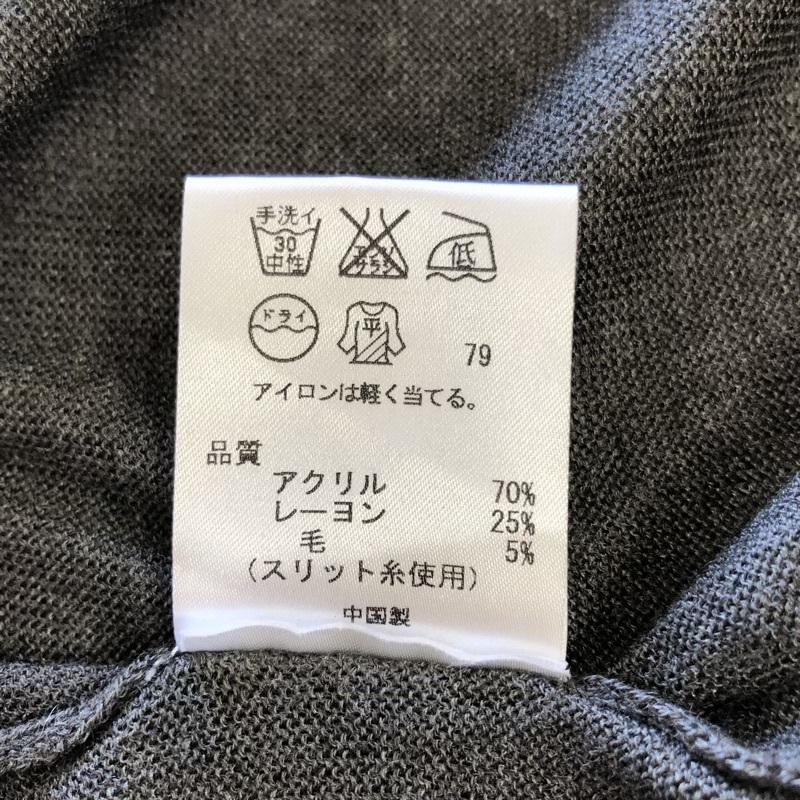 手洗イ
30
中性
エンソ
サラシ
低
ドライ
平
79
アイロンは軽く当てる。
品質
アクリル 70%
レーヨン 25%
毛 5%
(スリット糸使用)
中国製